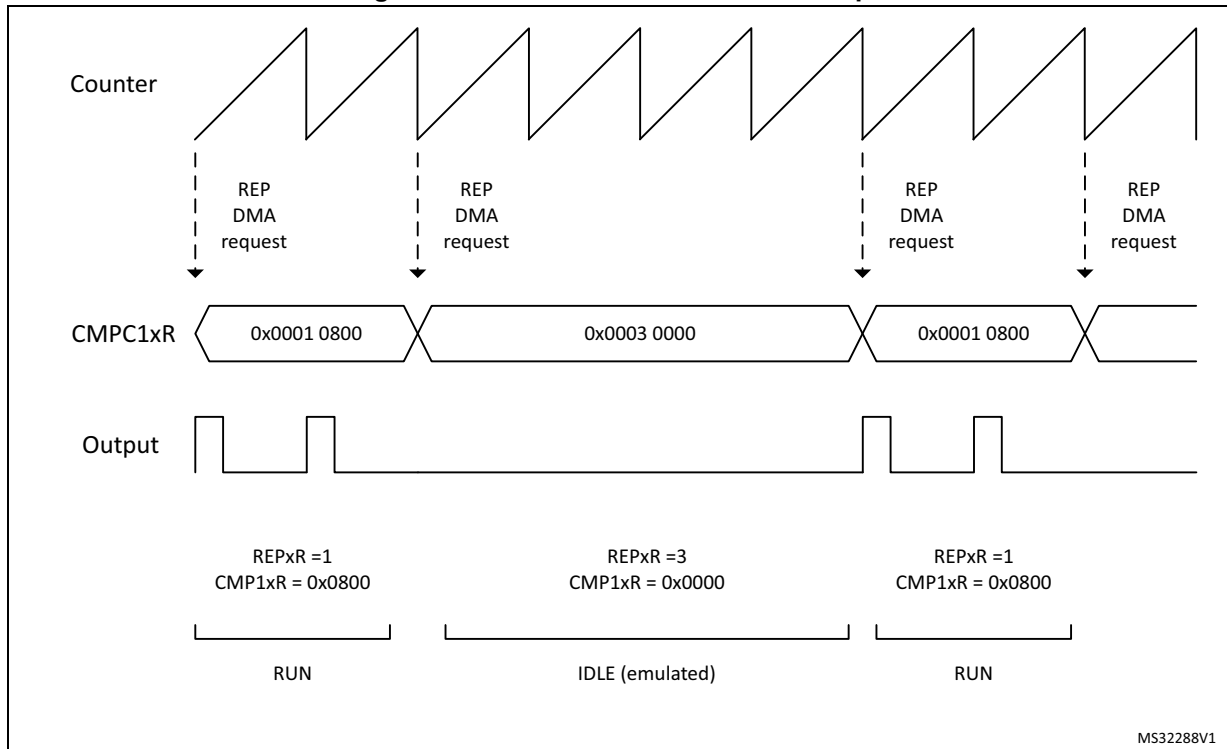 Counter
REP
DMA
request
REP
DMA
request
REP
DMA
request
REP
DMA
request
CMPC1xR
0x0001 0800
0x0003 0000
0x0001 0800
Output
REPxR =1
CMP1xR = 0x0800
REPxR =3
CMP1xR = 0x0000
REPxR =1
CMP1xR = 0x0800
RUN
IDLE (emulated)
RUN
MS32288V1